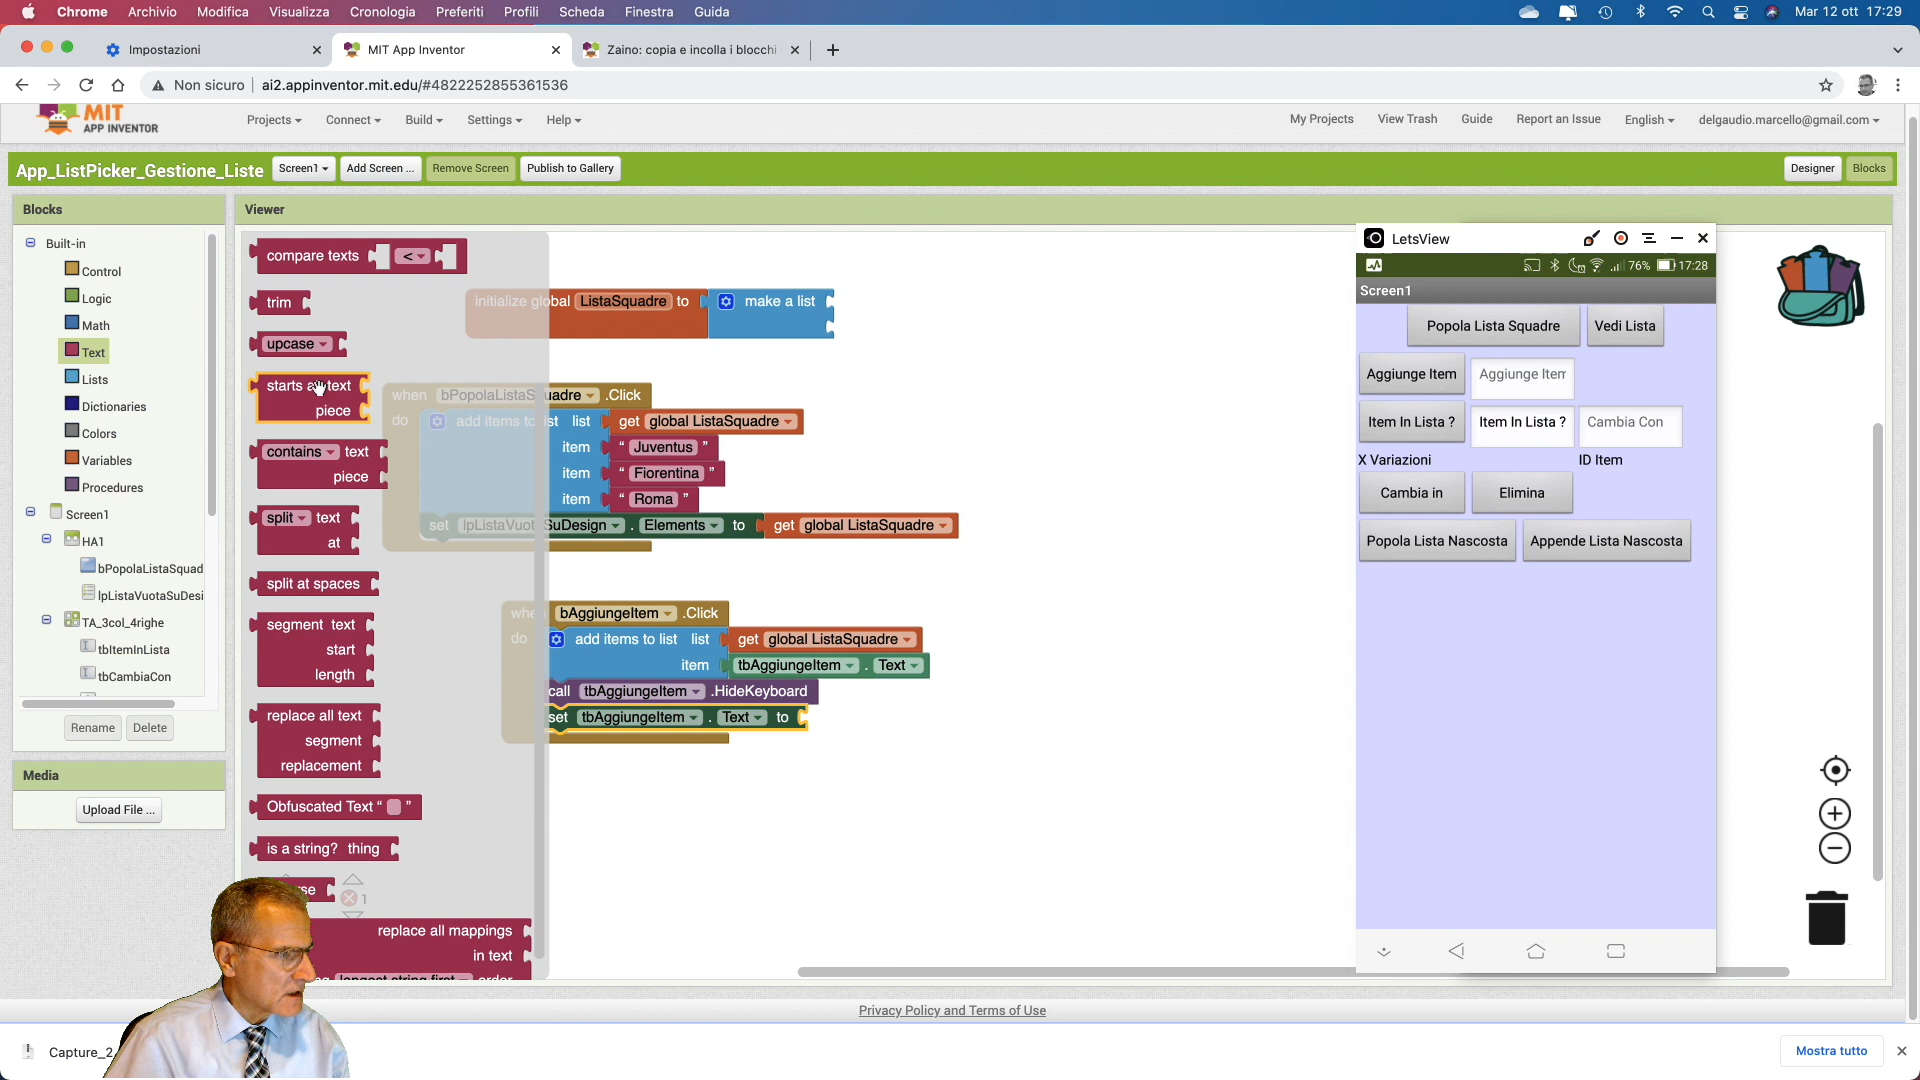 Chrome Archivio Modifica Visualizza Cronologia Preferiti Profili Scheda Finestra Guida Mar 12 ott 17:29
Impostazioni
MIT App Inventor
Zaino: copia e incolla i blocchi
Non sicuro ai2.appinventor.mit.edu/#4822252855361536
MIT
APP INVENTOR
Projects Connect Build Settings Help My Projects View Trash Guide Report an Issue English delgaudio.marcello@gmail.com
App_ListPicker_Gestione_Liste Screen1 Add Screen ... Remove Screen Publish to Gallery Designer Blocks
Blocks
Built-in
Control
Logic
Math
Text
Lists
Dictionaries
Colors
Variables
Procedures
Screen1
HA1
bPopolaListaSquad
lpListaVuotaSuDesi
TA_3col_4righe
tbItemInLista
tbCambiaCon
Rename Delete
Media
Upload File ...
Viewer
compare texts <
trim
upcase
starts at text
piece
contains text
piece
split text
at
split at spaces
segment text
start
length
replace all text
segment
replacement
Obfuscated Text “ ”
is a string? thing
1
replace all mappings
in text
longest string first order
initialize global ListaSquadre to make a list
when bPopolaListaSquadre .Click
do add items to list list get global ListaSquadre
item “ Juventus ”
item “ Fiorentina ”
item “ Roma ”
set lpListaVuotaSuDesign . Elements to get global ListaSquadre
when bAggiungeItem .Click
do add items to list list get global ListaSquadre
item tbAggiungeItem . Text
call tbAggiungeItem .HideKeyboard
set tbAggiungeItem . Text to
LetsView
76% 17:28
Screen1
Popola Lista Squadre Vedi Lista
Aggiunge Item Aggiunge Item
Item In Lista ? Item In Lista ? Cambia Con
X Variazioni ID Item
Cambia in Elimina
Popola Lista Nascosta Appende Lista Nascosta
Privacy Policy and Terms of Use
Capture_2
Mostra tutto